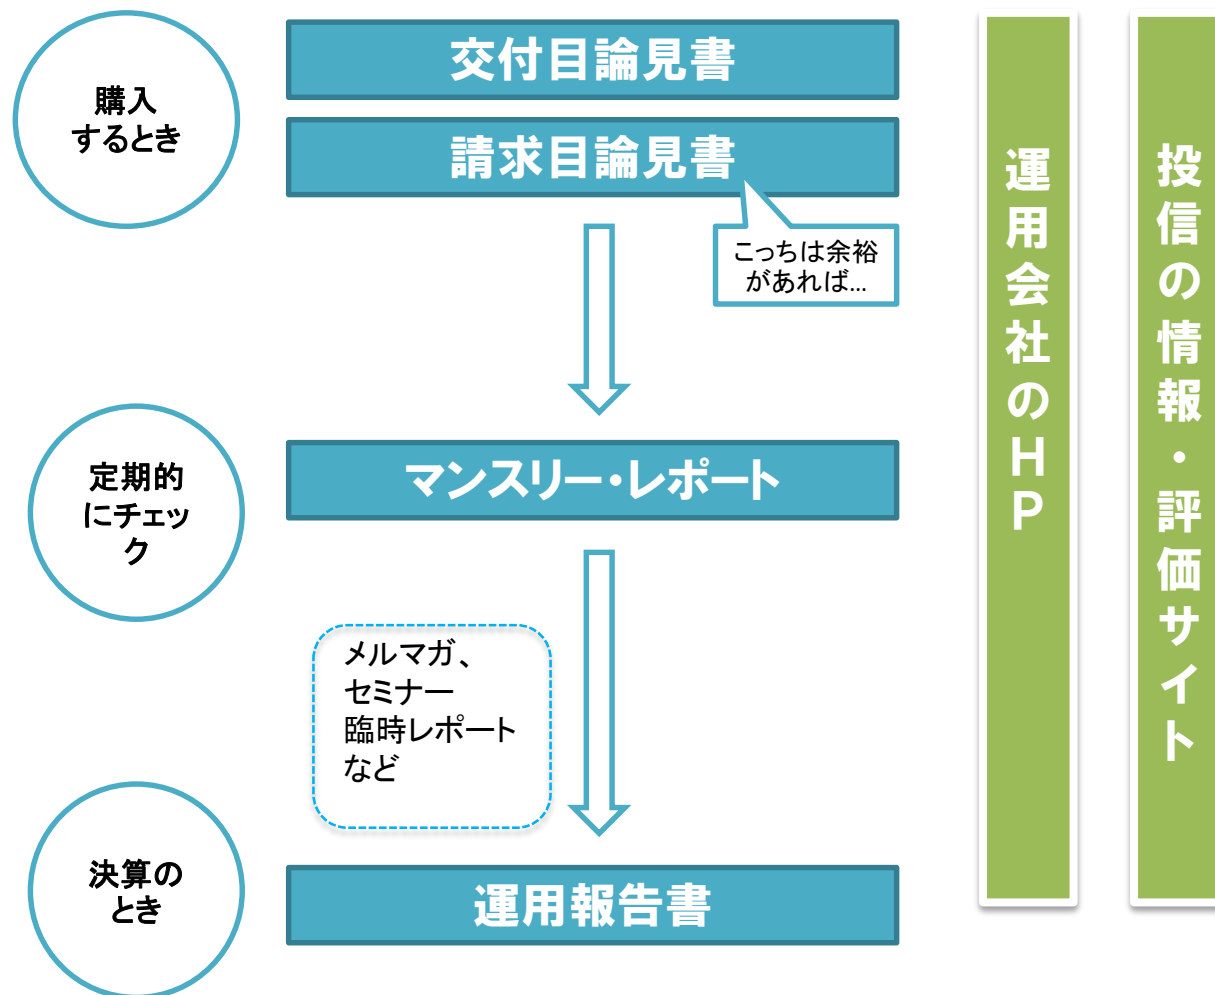 購入
するとき
交付目論見書
請求目論見書
こっちは余裕
があれば…
定期的
にチェッ
ク
マンスリー・レポート
メルマガ、
セミナー
臨時レポート
など
決算の
とき
運用報告書
運用会社のＨＰ
投信の情報・評価サイト